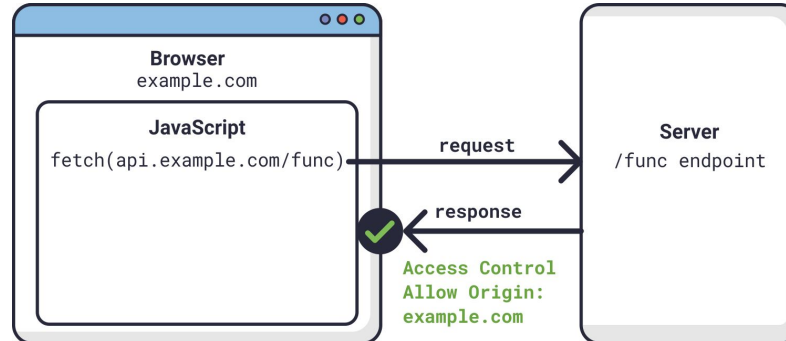 Browser
example.com
JavaScript
fetch(api.example.com/func)
request
Server
/func endpoint
response
Access Control
Allow Origin:
example.com